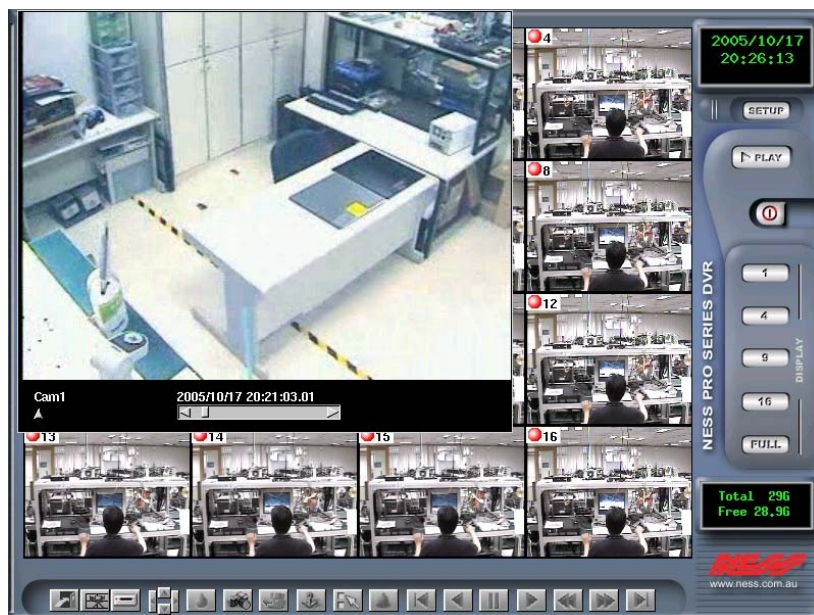 4
2005/10/17
20:26:13
SETUP
PLAY
8
1
12
4
9
NESS PRO SERIES DVR
DISPLAY
16
FULL
Cam1
2005/10/17 20:21:03.01
13
14
15
16
Total 29G
Free 28.9G
NESS
www.ness.com.au